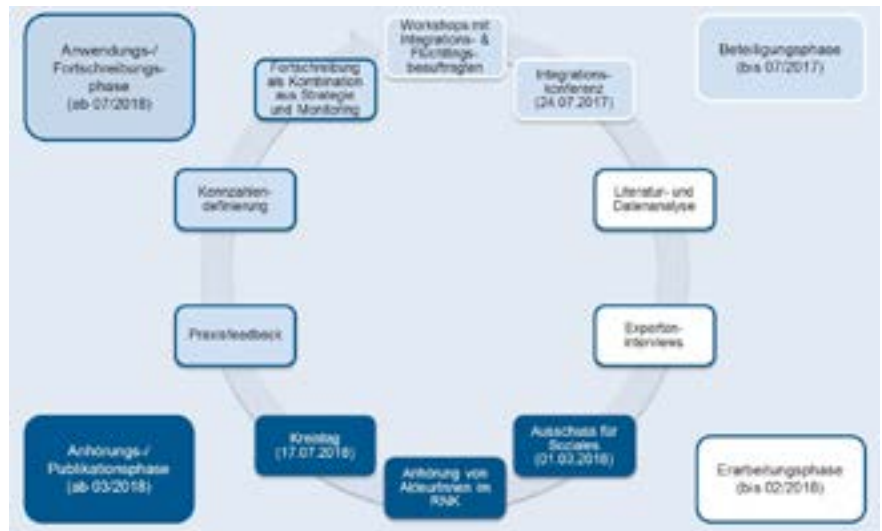 Anwendungs-/
Fortschreibungs-
phase
(ab 07/2018)
Workshops mit
Integrations- &
Flüchtlings-
beauftragten
Beteiligungsphase
(bis 07/2017)
Fortschreibung
als Kombination
aus Strategie
und Monitoring
Integrations-
konferenz
(24.07.2017)
Kennzahlen-
definierung
Literatur- und
Datenanalyse
Praxisfeedback
Experten-
interviews
Anhörungs-/
Publikationsphase
(ab 03/2018)
Kreistag
(17.07.2018)
Anhörung von
AkteurInnen im
RNK
Ausschuss für
Soziales
(01.03.2018)
Erarbeitungsphase
(bis 02/2018)